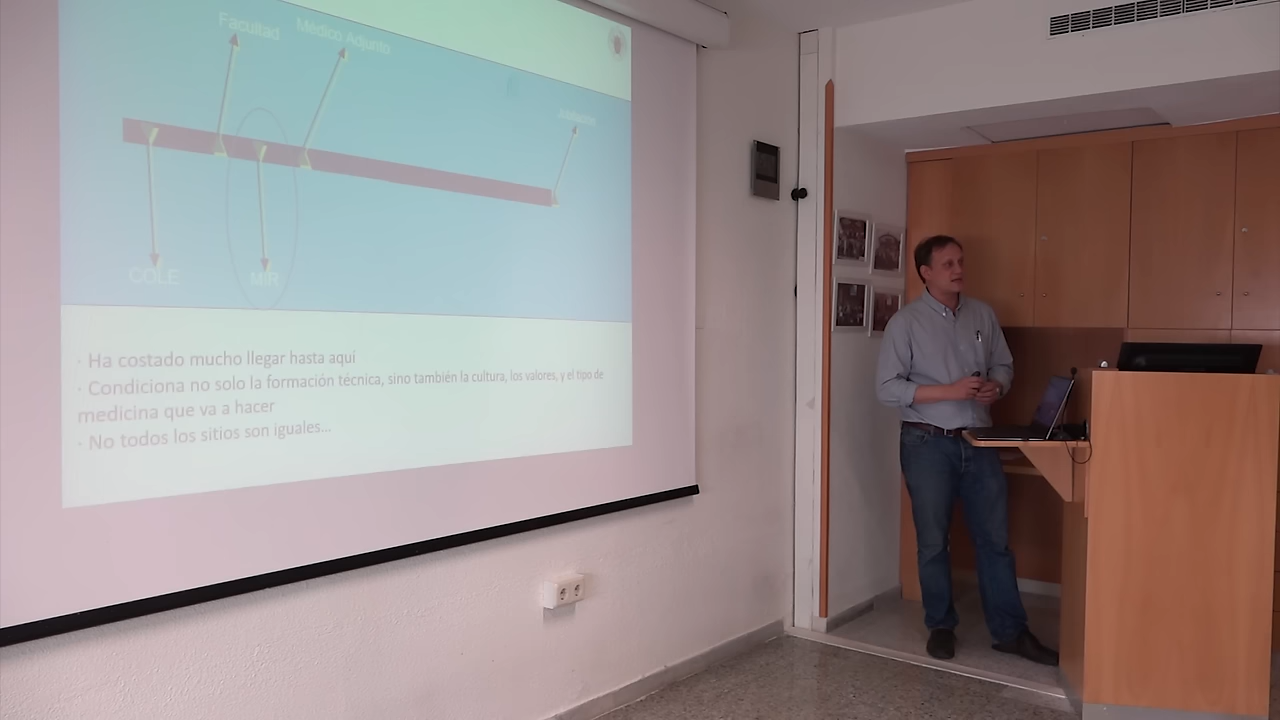 Facultad
Médico Adjunto
Jubilación
COLE
MIR
· Ha costado mucho llegar hasta aquí
· Condiciona no solo la formación técnica, sino también la cultura, los valores, y el tipo de
medicina que va a hacer
· No todos los sitios son iguales...